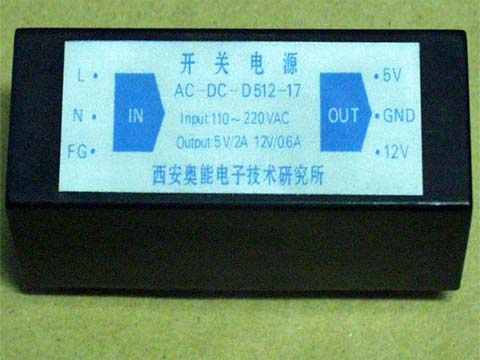 开关电源
L· AC-DC-D512-17 ·5V
N· IN Input:110~220VAC OUT ·GND
FG· Output:5V/2A 12V/0.6A ·12V
西安奥能电子技术研究所